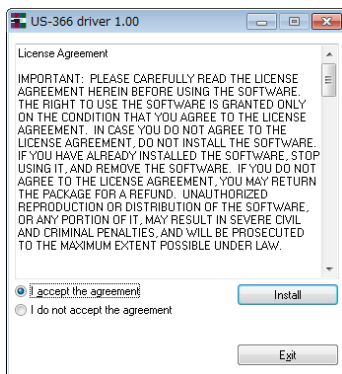 US-366 driver 1.00
License Agreement
IMPORTANT: PLEASE CAREFULLY READ THE LICENSE
AGREEMENT HEREIN BEFORE USING THE SOFTWARE.
THE RIGHT TO USE THE SOFTWARE IS GRANTED ONLY
ON THE CONDITION THAT YOU AGREE TO THE LICENSE
AGREEMENT. IN CASE YOU DO NOT AGREE TO THE
LICENSE AGREEMENT, DO NOT INSTALL THE SOFTWARE.
IF YOU HAVE ALREADY INSTALLED THE SOFTWARE, STOP
USING IT, AND REMOVE THE SOFTWARE. IF YOU DO NOT
AGREE TO THE LICENSE AGREEMENT, YOU MAY RETURN
THE PACKAGE FOR A REFUND. UNAUTHORIZED
REPRODUCTION OR DISTRIBUTION OF THE SOFTWARE,
OR ANY PORTION OF IT, MAY RESULT IN SEVERE CIVIL
AND CRIMINAL PENALTIES, AND WILL BE PROSECUTED
TO THE MAXIMUM EXTENT POSSIBLE UNDER LAW.
I accept the agreement
Install
I do not accept the agreement
Exit